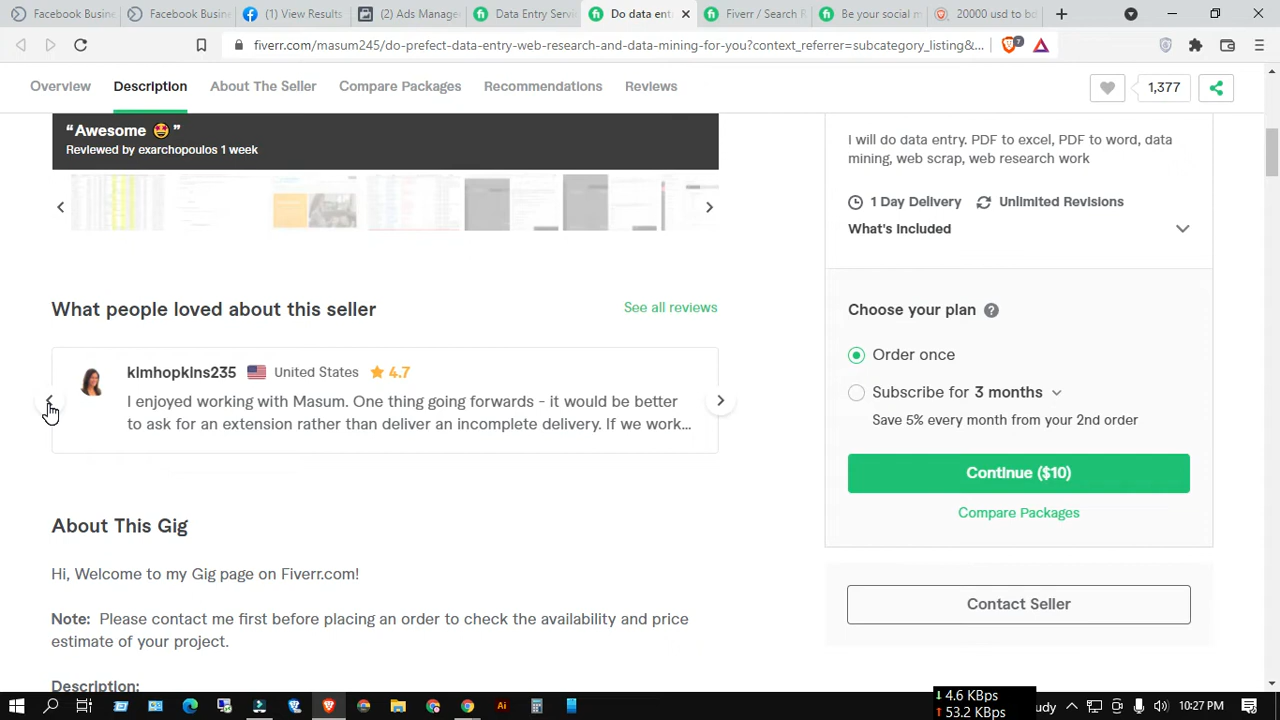 Facebook Busin
Facebook Busine
(1) View Results
(2) Ads Manage
Data Entry Servi
Do data ent
Fiverr / Search R
Be your social m
20000 usd to bd
fiverr.com/masum245/do-prefect-data-entry-web-research-and-data-mining-for-you?context_referrer=subcategory_listing&...
7
Overview
Description
About The Seller
Compare Packages
Recommendations
Reviews
1,377
“Awesome 🤩 ”
Reviewed by exarchopoulos 1 week
I will do data entry. PDF to excel, PDF to word, data
mining, web scrap, web research work
1 Day Delivery
Unlimited Revisions
What's Included
What people loved about this seller
See all reviews
Choose your plan ?
kimhopkins235 United States 4.7
I enjoyed working with Masum. One thing going forwards - it would be better
to ask for an extension rather than deliver an incomplete delivery. If we work...
Order once
Subscribe for 3 months
Save 5% every month from your 2nd order
Continue ($10)
Compare Packages
About This Gig
Hi, Welcome to my Gig page on Fiverr.com!
Note: Please contact me first before placing an order to check the availability and price
estimate of your project.
Contact Seller
Description:
4.6 KBps
53.2 KBps
udy
10:27 PM